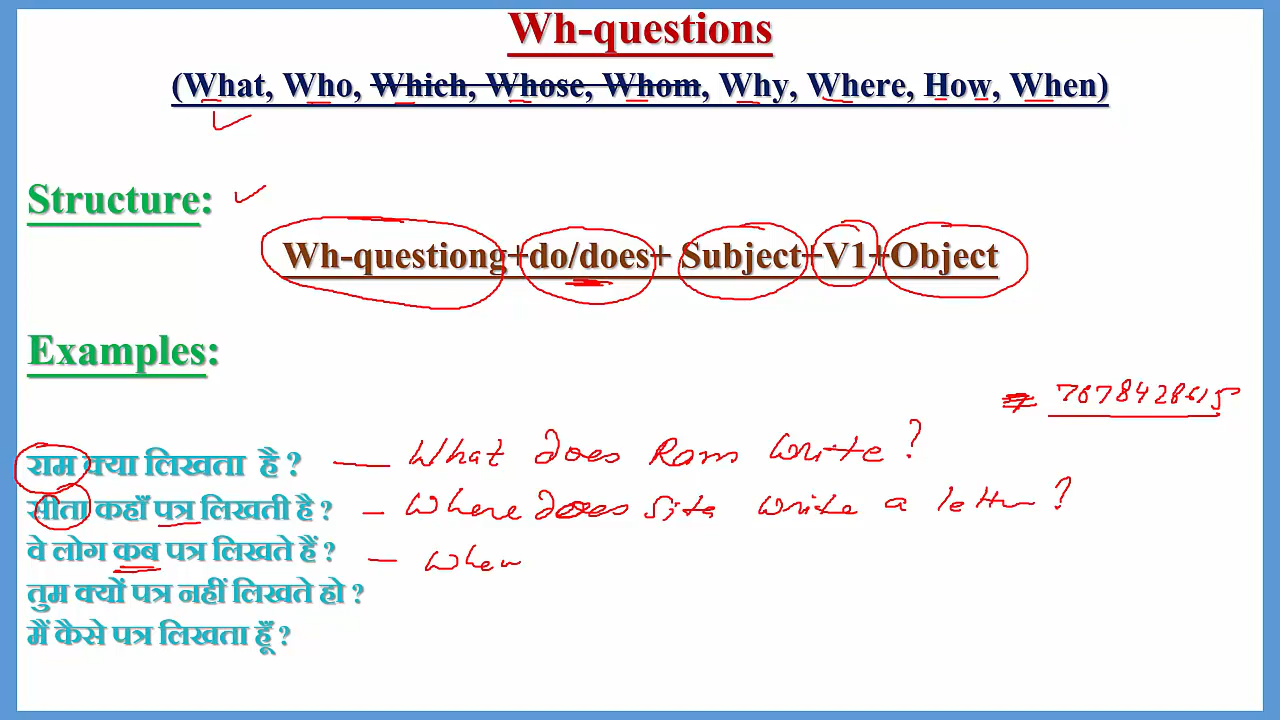 Wh-questions
(What, Who, Which, Whose, Whom, Why, Where, How, When)
Structure:
Wh-questiong+do/does+ Subject+V1+Object
Examples:
7678428615
राम क्या लिखता है ? — What does Ram write ?
सीता कहाँ पत्र लिखती है ? – Where does Sita write a letter ?
वे लोग कब पत्र लिखते हैं ? – When
तुम क्यों पत्र नहीं लिखते हो ?
मैं कैसे पत्र लिखता हूँ ?